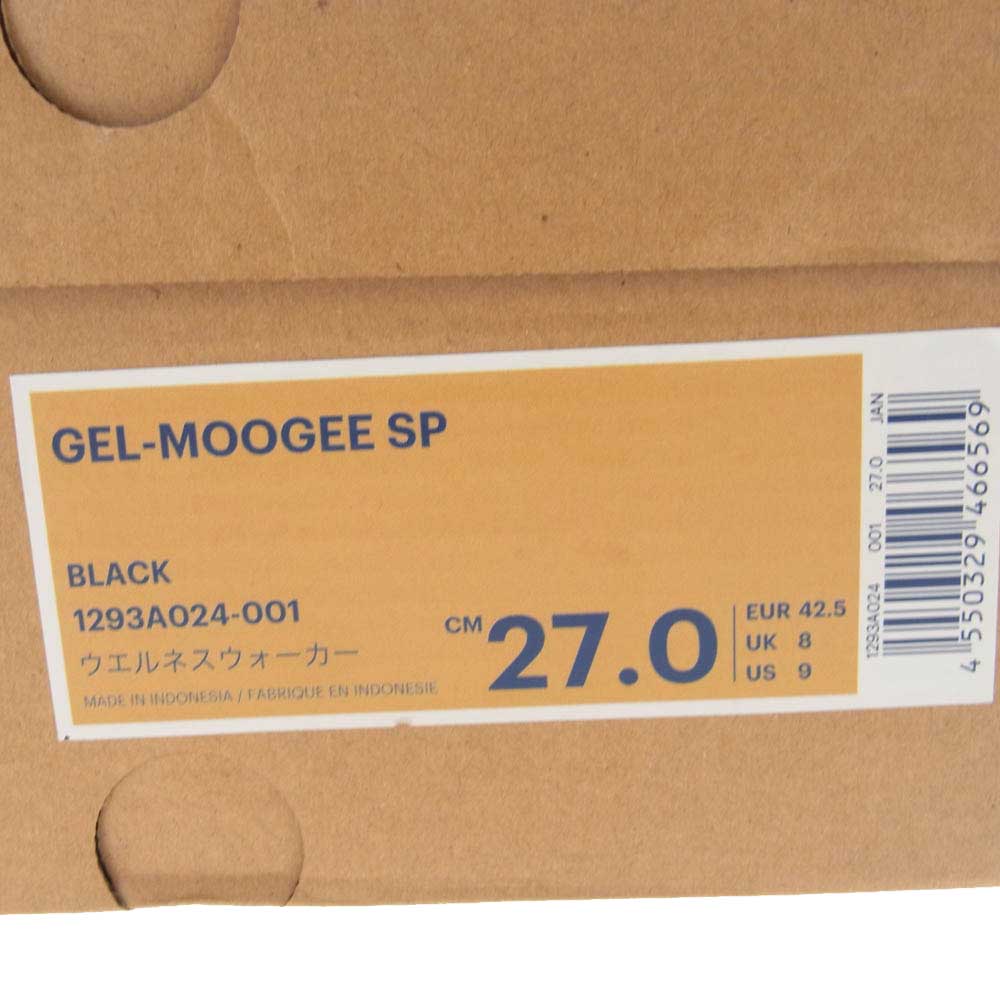 GEL-MOOGEE SP
BLACK
1293A024-001
ウエルネスウォーカー
MADE IN INDONESIA / FABRIQUE EN INDONESIE
CM 27.0
EUR 42.5
UK 8
US 9
1293A024 001 27.0 JAN
4 550329 466569